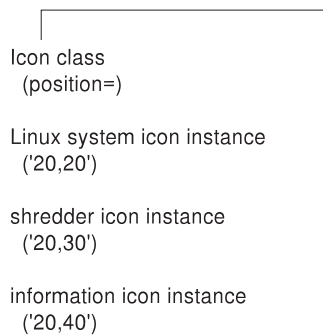 Icon class
(position=)
Linux system icon instance
('20,20')
shredder icon instance
('20,30')
information icon instance
('20,40')